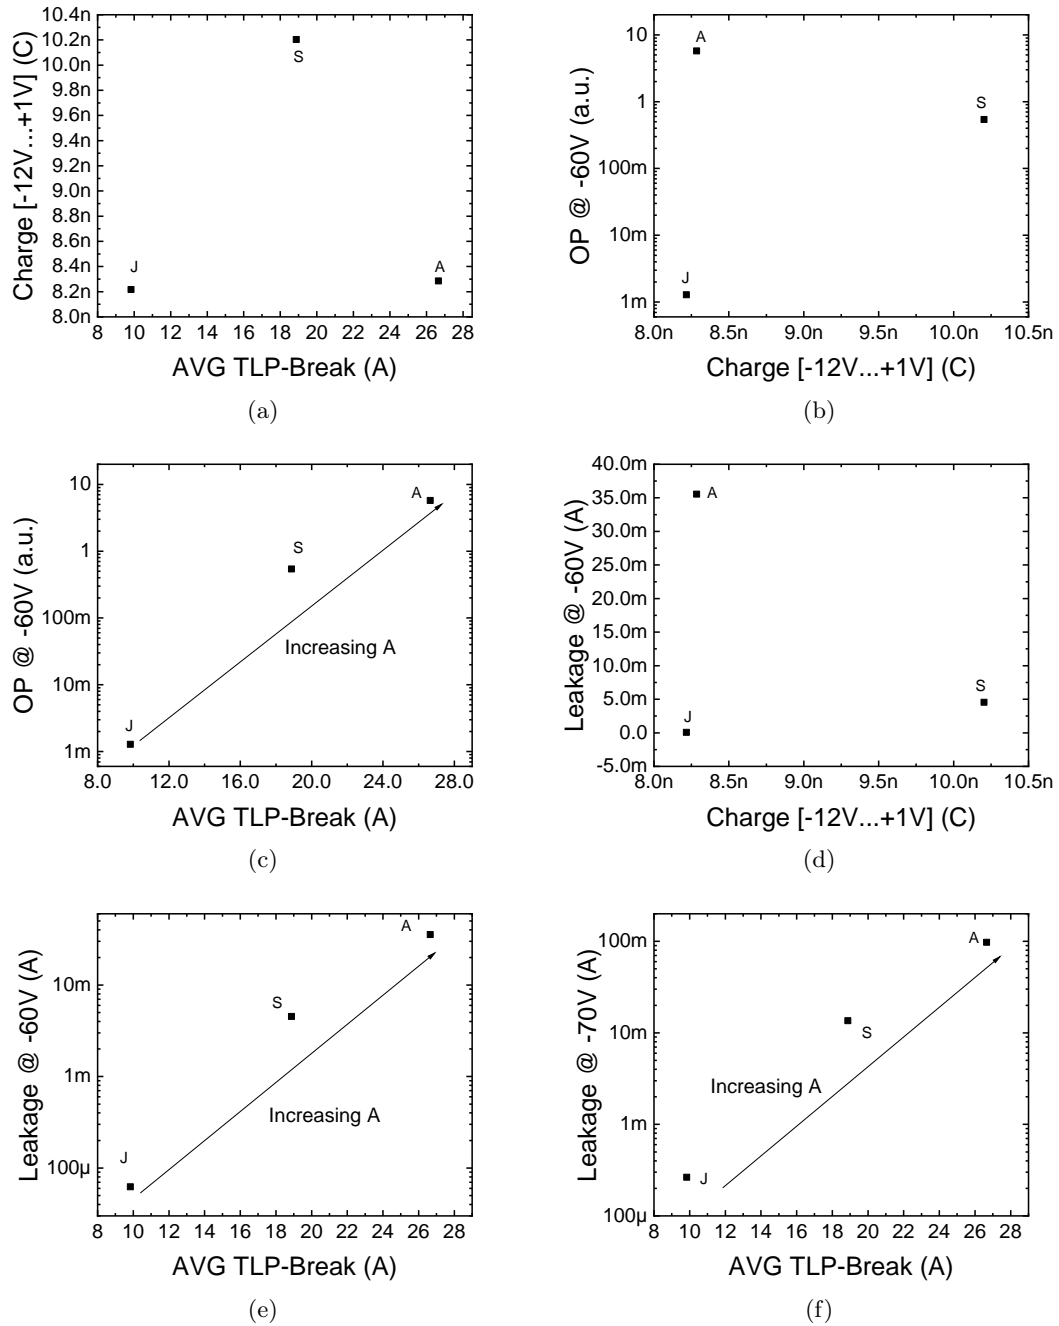 10.4n
10.2n
10.0n
9.8n
9.6n
9.4n
9.2n
9.0n
8.8n
8.6n
8.4n
8.2n
8.0n
Charge [-12V...+1V] (C)
S
J
A
8 10 12 14 16 18 20 22 24 26 28
AVG TLP-Break (A)
(a)
10
1
100m
10m
1m
OP @ -60V (a.u.)
A
S
J
8.0n 8.5n 9.0n 9.5n 10.0n 10.5n
Charge [-12V...+1V] (C)
(b)
10
1
100m
10m
1m
OP @ -60V (a.u.)
A
S
Increasing A
J
8.0 12.0 16.0 20.0 24.0 28.0
AVG TLP-Break (A)
(c)
40.0m
35.0m
30.0m
25.0m
20.0m
15.0m
10.0m
5.0m
0.0
-5.0m
Leakage @ -60V (A)
A
S
J
8.0n 8.5n 9.0n 9.5n 10.0n 10.5n
Charge [-12V...+1V] (C)
(d)
10m
1m
100µ
Leakage @ -60V (A)
A
S
Increasing A
J
8 10 12 14 16 18 20 22 24 26 28
AVG TLP-Break (A)
(e)
100m
10m
1m
100µ
Leakage @ -70V (A)
A
S
Increasing A
J
8 10 12 14 16 18 20 22 24 26 28
AVG TLP-Break (A)
(f)